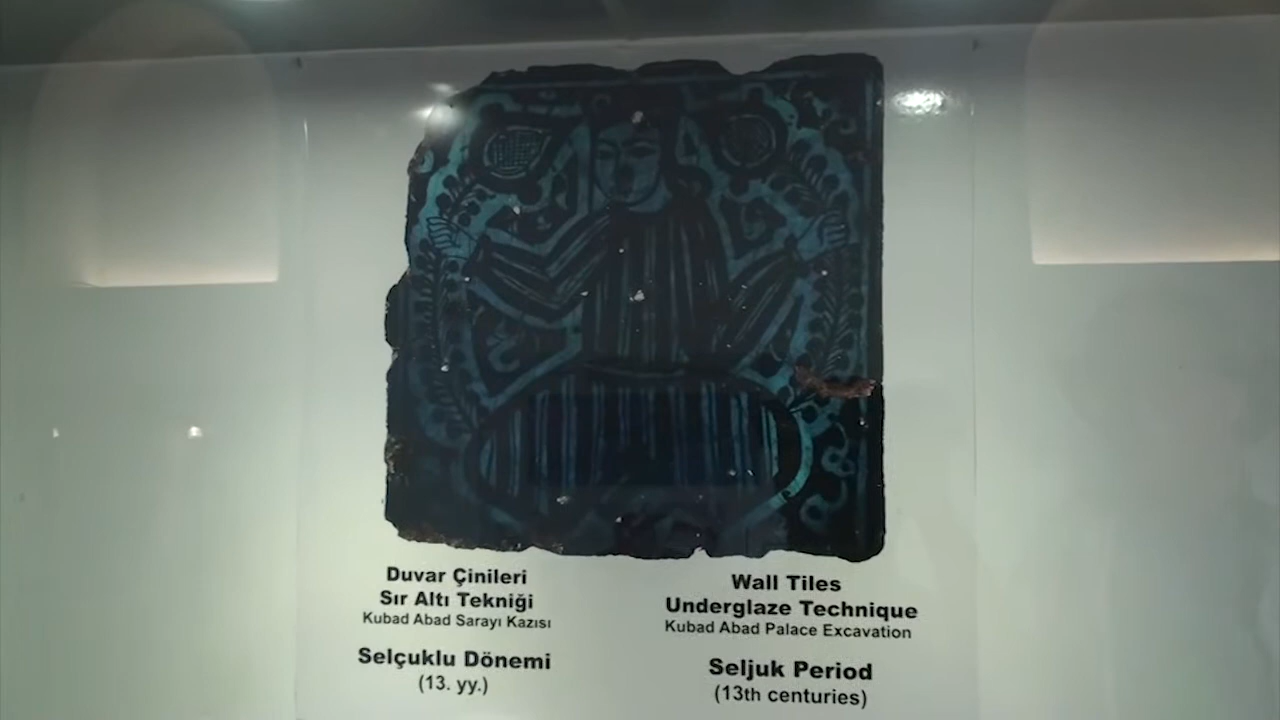 Duvar Çinileri
Sır Altı Tekniği
Kubad Abad Sarayı Kazısı
Selçuklu Dönemi
(13. yy.)
Wall Tiles
Underglaze Technique
Kubad Abad Palace Excavation
Seljuk Period
(13th centuries)